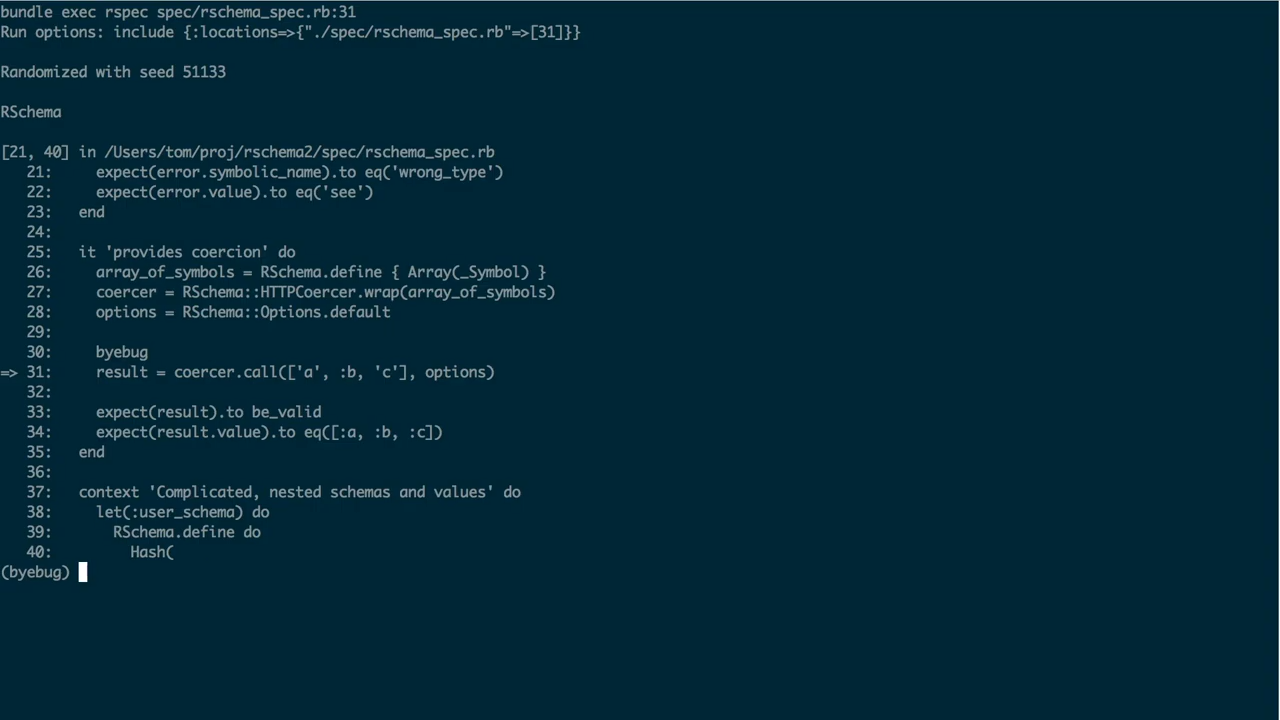 bundle exec rspec spec/rschema_spec.rb:31
Run options: include {:locations=>{"./spec/rschema_spec.rb"=>[31]}}
Randomized with seed 51133
RSchema
[21, 40] in /Users/tom/proj/rschema2/spec/rschema_spec.rb
   21:     expect(error.symbolic_name).to eq('wrong_type')
   22:     expect(error.value).to eq('see')
   23:   end
   24:
   25:   it 'provides coercion' do
   26:     array_of_symbols = RSchema.define { Array(_Symbol) }
   27:     coercer = RSchema::HTTPCoercer.wrap(array_of_symbols)
   28:     options = RSchema::Options.default
   29:
   30:     byebug
=> 31:     result = coercer.call(['a', :b, 'c'], options)
   32:
   33:     expect(result).to be_valid
   34:     expect(result.value).to eq([:a, :b, :c])
   35:   end
   36:
   37:   context 'Complicated, nested schemas and values' do
   38:     let(:user_schema) do
   39:       RSchema.define do
   40:         Hash(
(byebug)